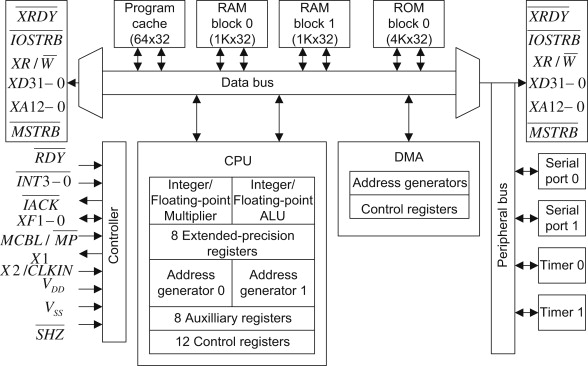 XRDY
IOSTRB
XR / W
XD31-0
XA12-0
MSTRB
Program
cache
(64x32
RAM
block 0
(1Kx32)
RAM
block 1
(1Kx32)
ROM
block 0
(4Kx32)
XRDY
IOSTRB
XR / W
XD31-0
XA12-0
MSTRB
Data bus
RDY
INT3-0
IACK
XF1-0
MCBL / MP
X1
X2 /CLKIN
VDD
VSS
SHZ
Controller
CPU
Integer/
Floating-point
Multiplier
Integer/
Floating-point
ALU
8 Extended-precision
registers
Address
generator 0
Address
generator 1
8 Auxilliary registers
12 Control registers
DMA
Address generators
Control registers
Peripheral bus
Serial
port 0
Serial
port 1
Timer 0
Timer 1